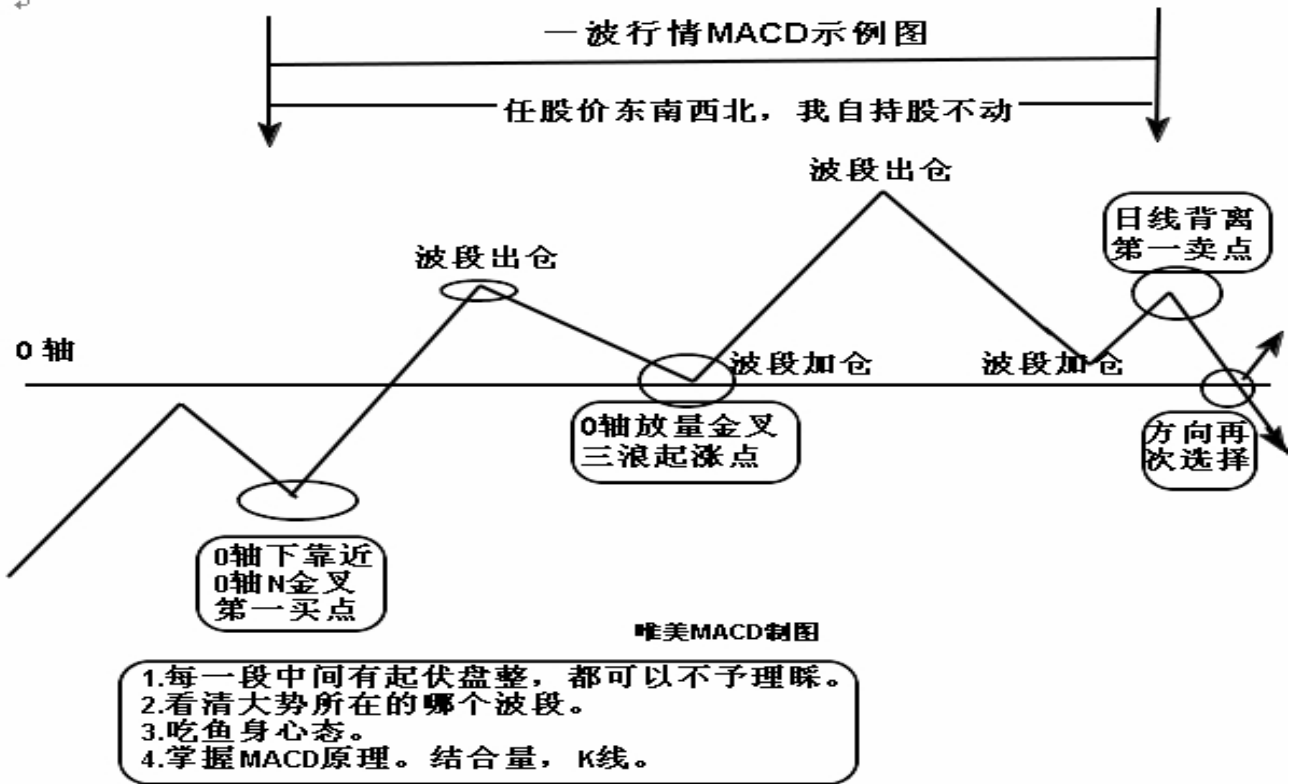 一波行情MACD示例图
任股价东南西北，我自持股不动
波段出仓
日线背离
第一卖点
波段出仓
0 轴
波段加仓
波段加仓
0轴放量金叉
三浪起涨点
方向再
次选择
0轴下靠近
0轴N金叉
第一买点
唯美MACD制图
1.每一段中间有起伏盘整，都可以不予理睬。
2.看清大势所在的哪个波段。
3.吃鱼身心态。
4.掌握MACD原理。结合量，K线。